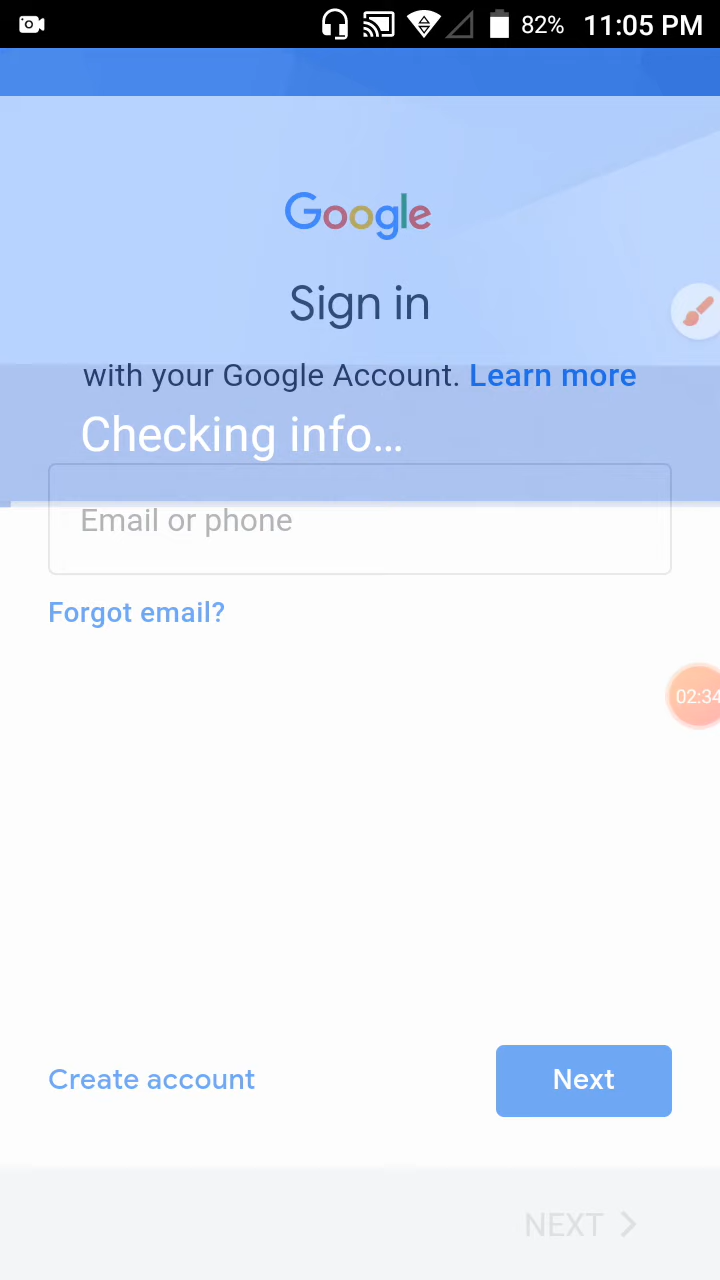 82% 11:05 PM
Google
Sign in
with your Google Account. Learn more
Checking info...
Email or phone
Forgot email?
02:34
Create account
Next
NEXT